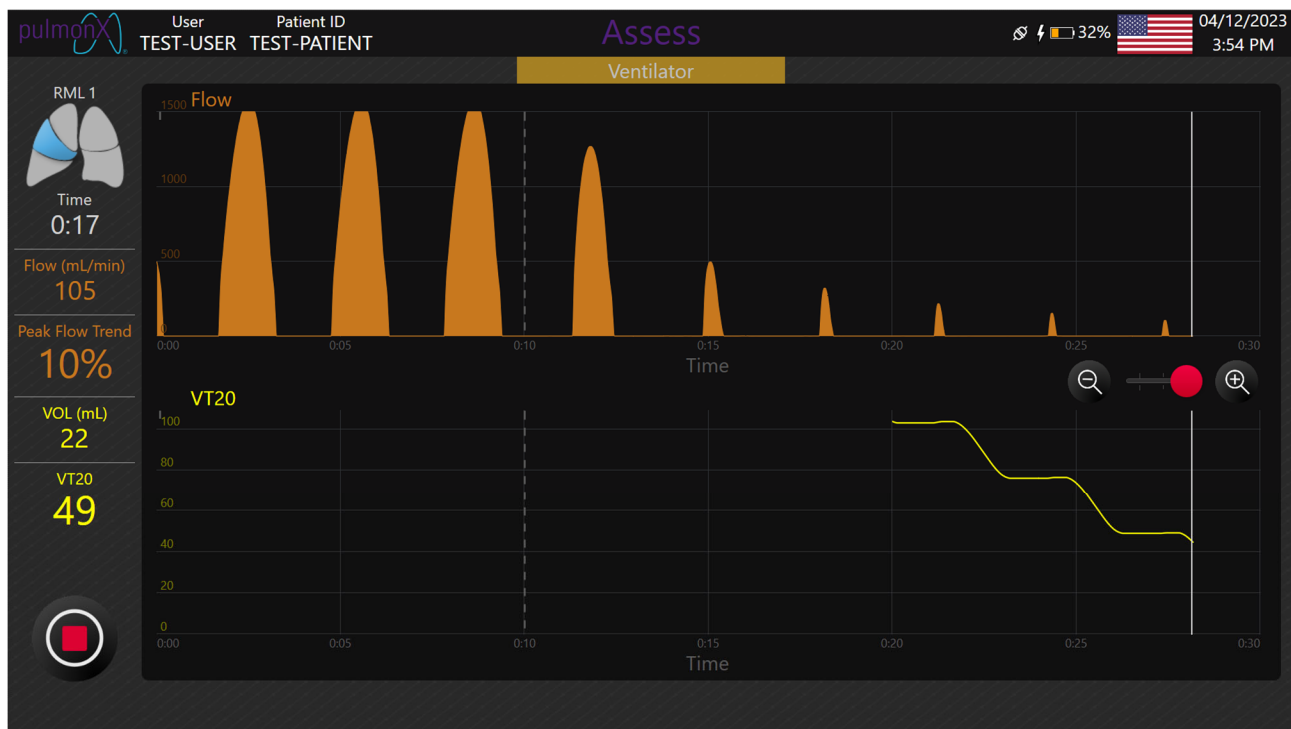 pulmonx®
User Patient ID
TEST-USER TEST-PATIENT
Assess
32%
04/12/2023
3:54 PM
Ventilator
RML 1
Time
0:17
Flow (mL/min)
105
Peak Flow Trend
10%
VOL (mL)
22
VT20
49
Flow
1500
1000
500
0
0:00 0:05 0:10 0:15 0:20 0:25 0:30
Time
VT20
100
80
60
40
20
0
0:00 0:05 0:10 0:15 0:20 0:25 0:30
Time